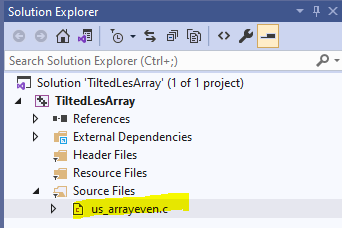 Solution Explorer
Search Solution Explorer (Ctrl+;)
Solution 'TiltedLesArray' (1 of 1 project)
TiltedLesArray
References
External Dependencies
Header Files
Resource Files
Source Files
us_arrayeven.c